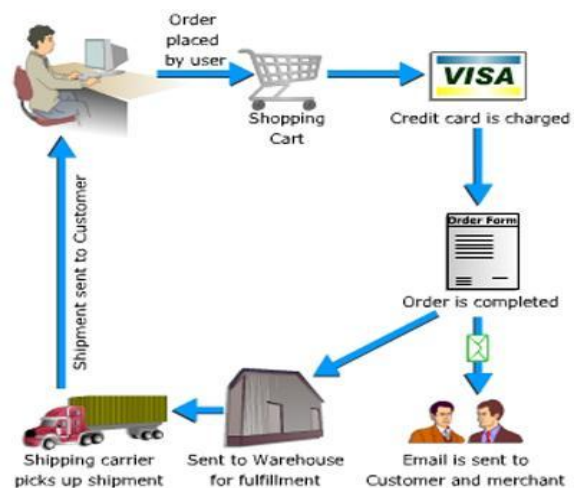 Order
placed
by user
Shopping
Cart
VISA
Credit card is charged
Order Form
Order is completed
Email is sent to
Customer and merchant
Sent to Warehouse
for fulfillment
Shipping carrier
picks up shipment
Shipment sent to Customer